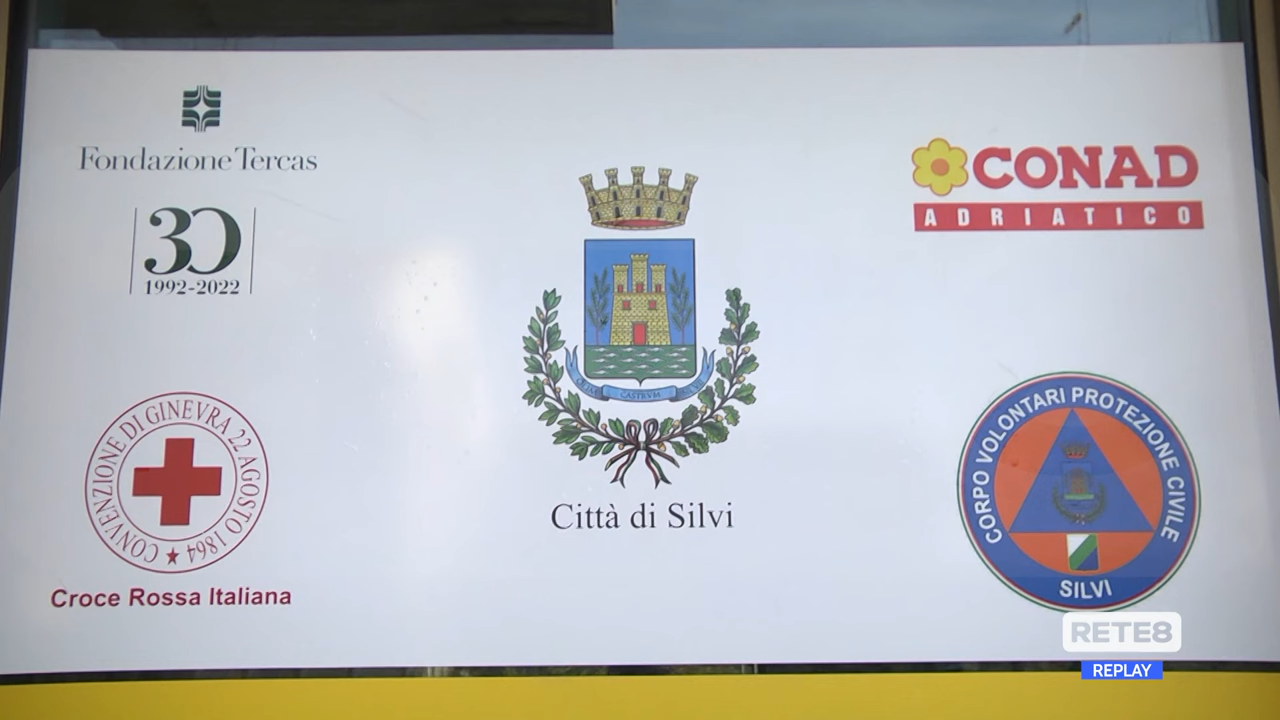 Fondazione Tercas
30
1992-2022
CONAD
ADRIATICO
CASTRVM
Città di Silvi
CONVENZIONE DI GINEVRA 22 AGOSTO 1864
Croce Rossa Italiana
CORPO VOLONTARI PROTEZIONE CIVILE
SILVI
RETE8
REPLAY